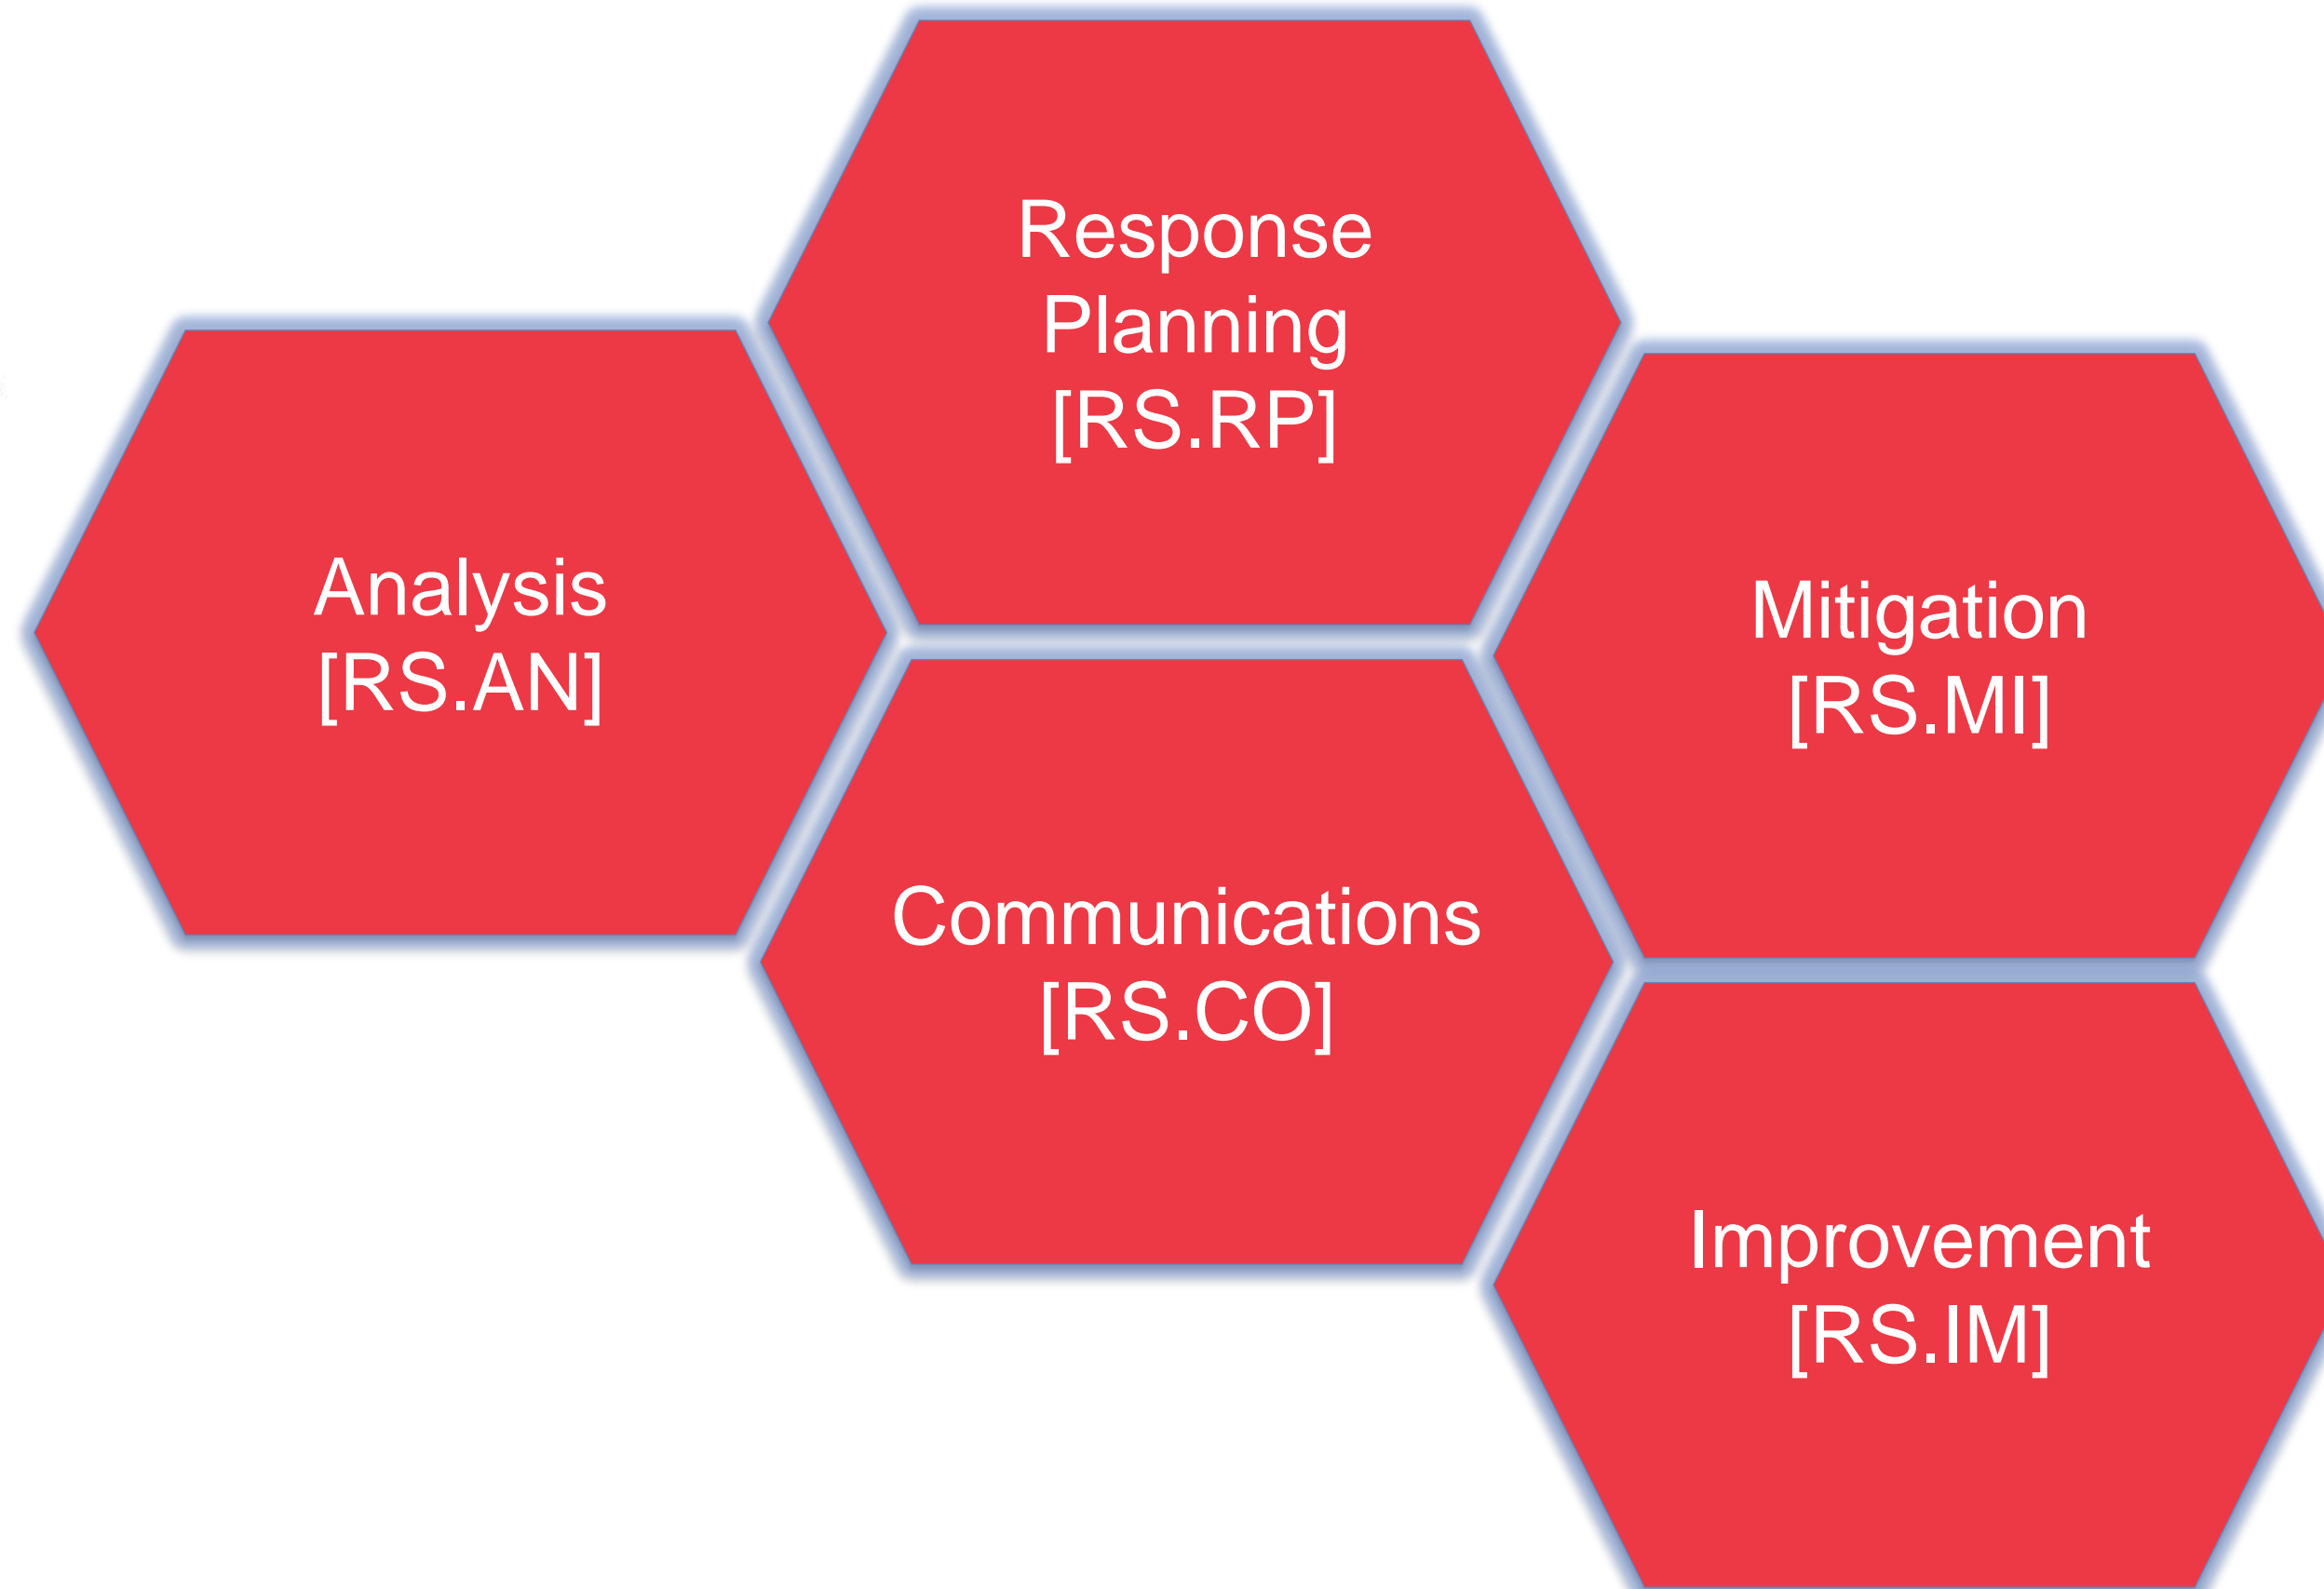 Response
Planning
[RS.RP]
Analysis
[RS.AN]
Mitigation
[RS.MI]
Communications
[RS.CO]
Improvement
[RS.IM]